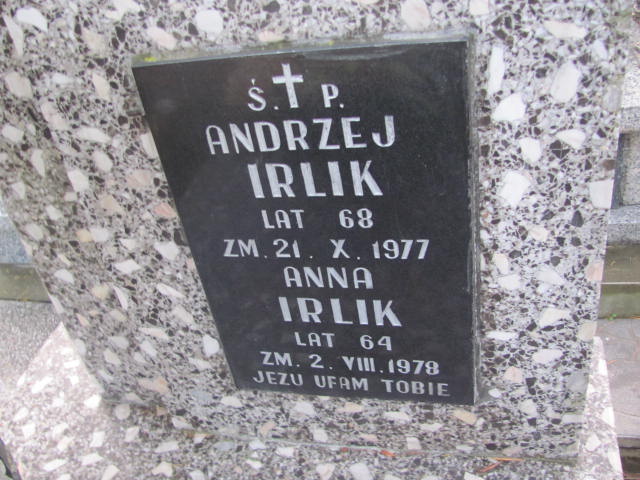 Ś. P.
ANDRZEJ
IRLIK
LAT 68
ZM. 21. X. 1977
ANNA
IRLIK
LAT 64
ZM. 2. VIII. 1978
JEZU UFAM TOBIE